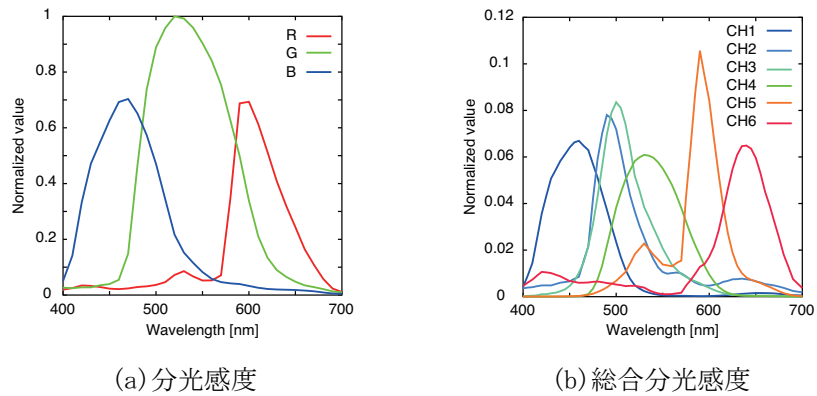 1
0.8
0.6
0.4
0.2
0
400
500
600
700
Normalized value
Wavelength [nm]
R
G
B
(a)分光感度
0.12
0.1
0.08
0.06
0.04
0.02
0
400
500
600
700
Normalized value
Wavelength [nm]
CH1
CH2
CH3
CH4
CH5
CH6
(b)総合分光感度